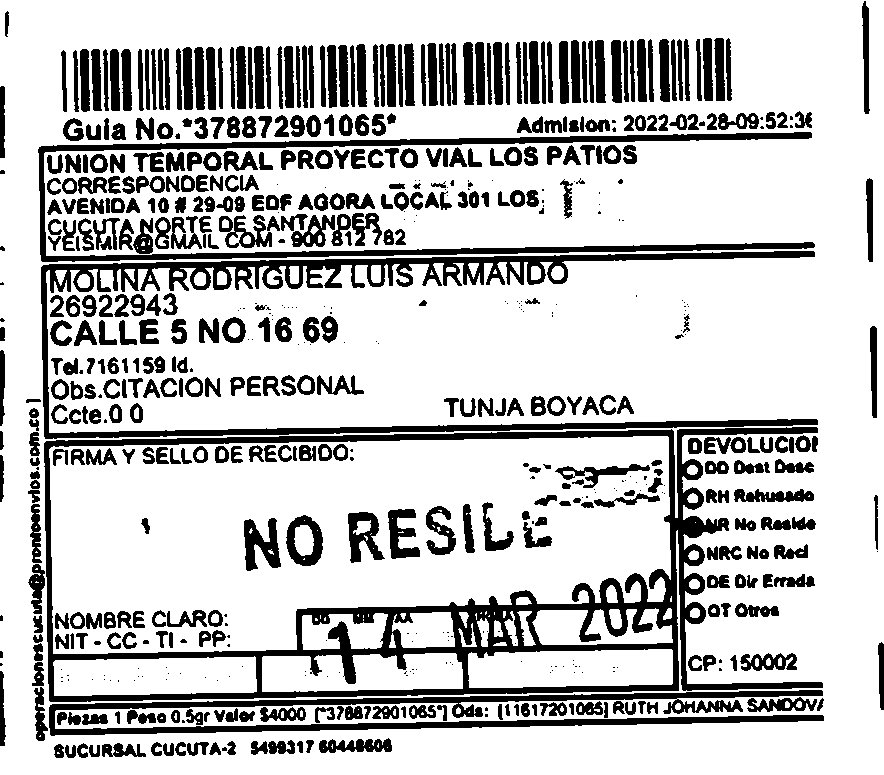 Guia No.*378872901065*
Admision: 2022-02-28-09:52:36
UNION TEMPORAL PROYECTO VIAL LOS PATIOS
CORRESPONDENCIA
AVENIDA 10 # 29-09 EDF AGORA LOCAL 301 LOS
CUCUTA NORTE DE SANTANDER
YEISMIR@GMAIL COM - 900 812 782
MOLINA RODRIGUEZ LUIS ARMANDO
26922943
CALLE 5 NO 16 69
Tel.7161159 Id.
Obs.CITACION PERSONAL
Ccte.0 0
TUNJA BOYACA
operacionescucuta@prontoenvios.com.co
FIRMA Y SELLO DE RECIBIDO:
NO RESIDE
NOMBRE CLARO:
NIT - CC - TI - PP:
DD MM AA
14 MAR 2022
DEVOLUCION
DD Dest Desc
RH Rehusado
NR No Reside
NRC No Recl
DE Dir Errada
OT Otros
CP: 150002
Piezas 1 Peso 0.5gr Valor $4000 [*378872901065*] Ods: [11617201065] RUTH JOHANNA SANDOVA
SUCURSAL CUCUTA-2 5499317 60448606